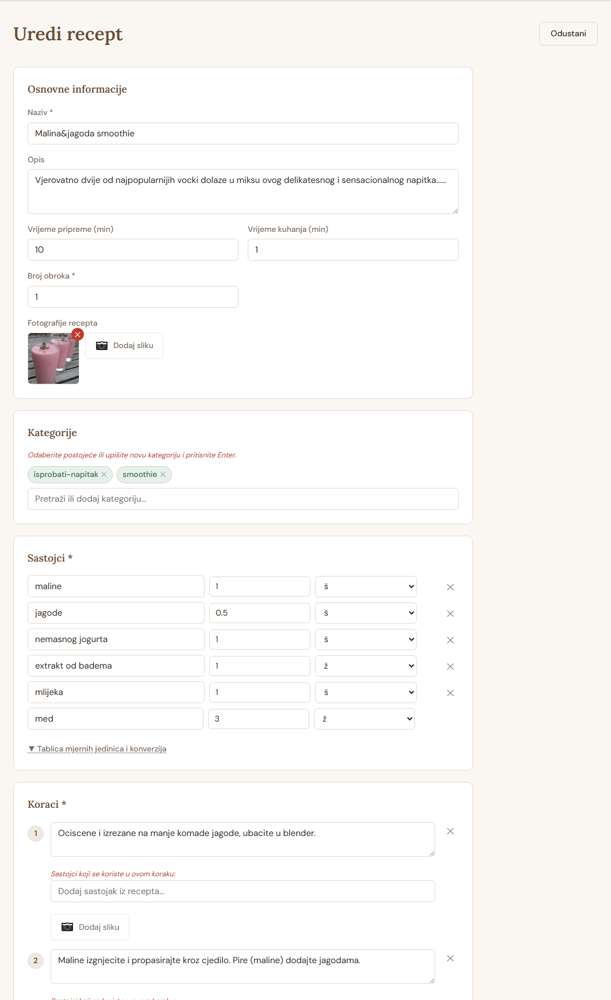 Uredi recept
Odustani
Osnovne informacije
Naziv *
Malina&jagoda smoothie
Opis
Vjerovatno dvije od najpopularnijih vocki dolaze u miksu ovog delikatesnog i sensacionalnog napitka......
Vrijeme pripreme (min)
Vrijeme kuhanja (min)
10
1
Broj obroka *
1
Fotografije recepta
Dodaj sliku
Kategorije
Odaberite postojeće ili upišite novu kategoriju i pritisnite Enter.
isprobati-napitak
smoothie
Pretraži ili dodaj kategoriju...
Sastojci *
maline 1 š
jagode 0.5 š
nemasnog jogurta 1 š
extrakt od badema 1 ž
mlijeka 1 š
med 3 ž
▼ Tablica mjernih jedinica i konverzija
Koraci *
1 Ociscene i izrezane na manje komade jagode, ubacite u blender.
Sastojci koji se koriste u ovom koraku:
Dodaj sastojak iz recepta...
Dodaj sliku
2 Maline izgnjecite i propasirajte kroz cjedilo. Pire (maline) dodajte jagodama.